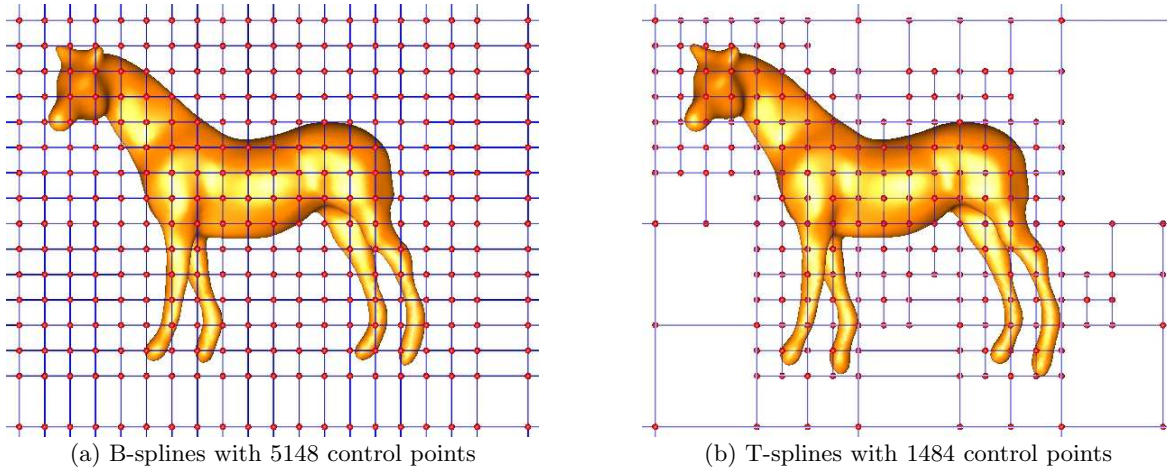 (a) B-splines with 5148 control points
(b) T-splines with 1484 control points